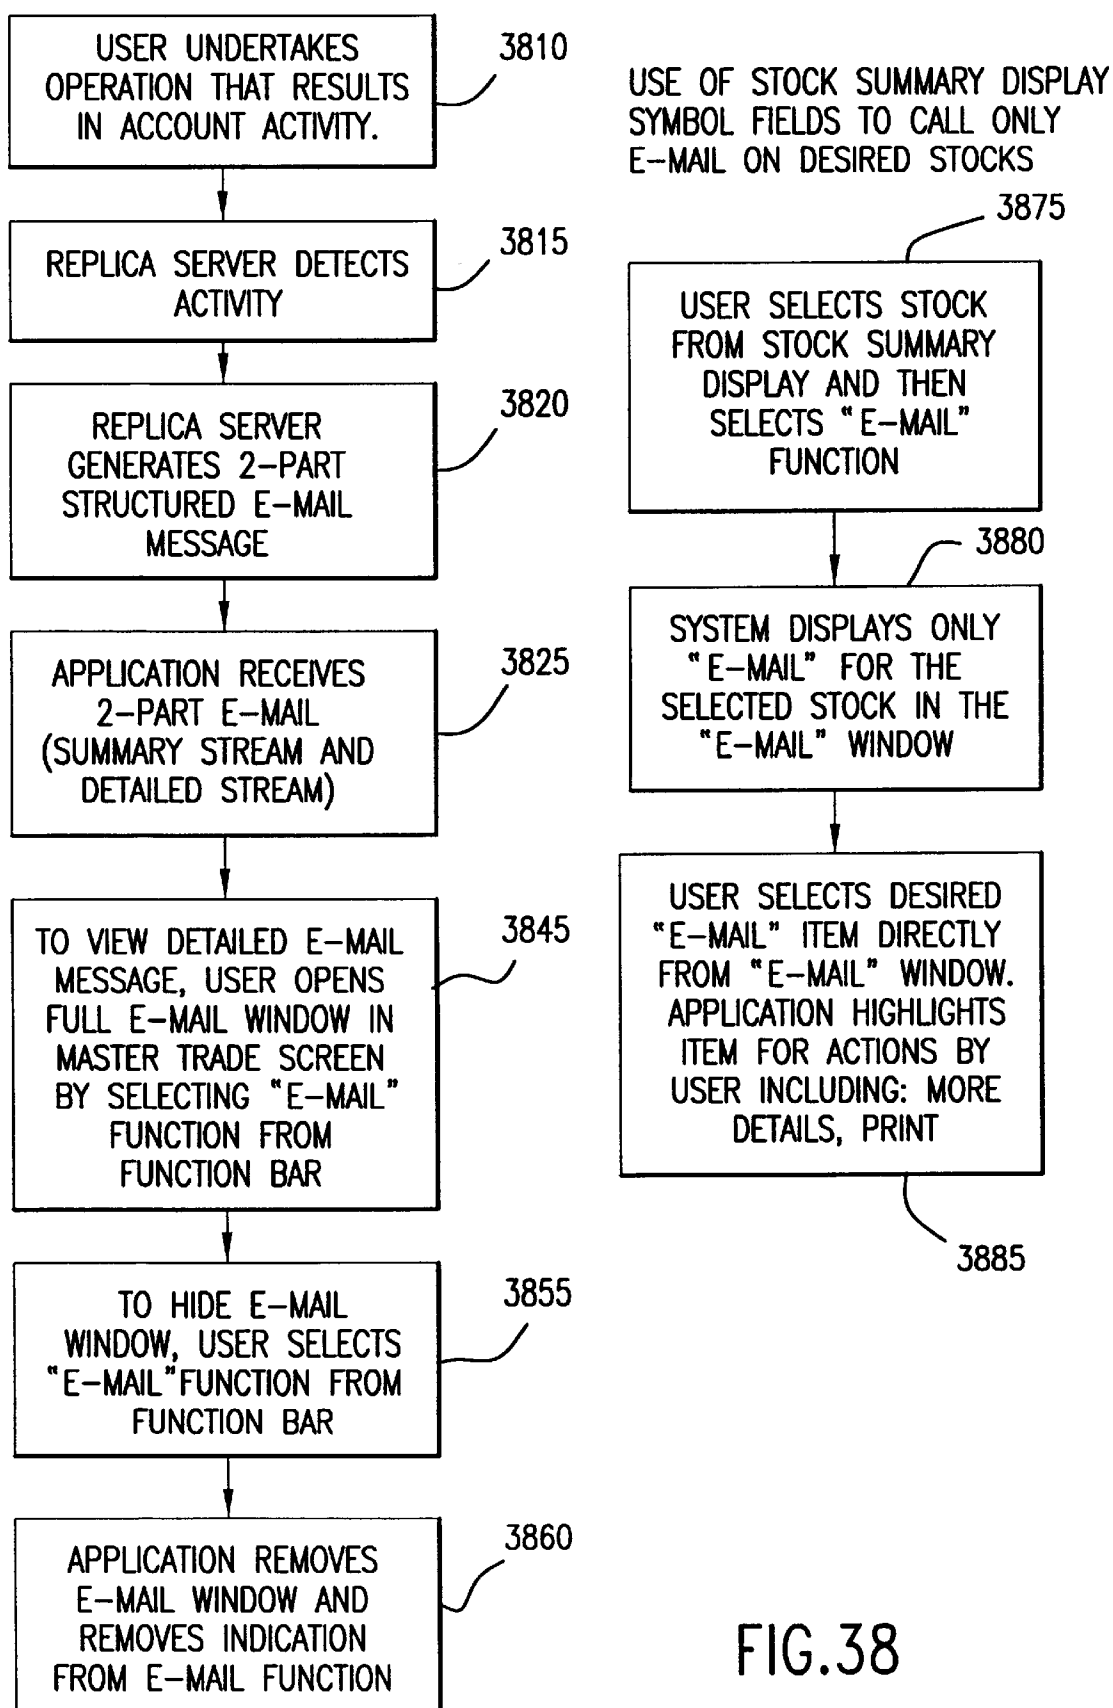 USER UNDERTAKES
OPERATION THAT RESULTS
IN ACCOUNT ACTIVITY.
3810
REPLICA SERVER DETECTS
ACTIVITY
3815
REPLICA SERVER
GENERATES 2-PART
STRUCTURED E-MAIL
MESSAGE
3820
APPLICATION RECEIVES
2-PART E-MAIL
(SUMMARY STREAM AND
DETAILED STREAM)
3825
TO VIEW DETAILED E-MAIL
MESSAGE, USER OPENS
FULL E-MAIL WINDOW IN
MASTER TRADE SCREEN
BY SELECTING "E-MAIL"
FUNCTION FROM
FUNCTION BAR
3845
TO HIDE E-MAIL
WINDOW, USER SELECTS
"E-MAIL"FUNCTION FROM
FUNCTION BAR
3855
APPLICATION REMOVES
E-MAIL WINDOW AND
REMOVES INDICATION
FROM E-MAIL FUNCTION
3860
USE OF STOCK SUMMARY DISPLAY
SYMBOL FIELDS TO CALL ONLY
E-MAIL ON DESIRED STOCKS
3875
USER SELECTS STOCK
FROM STOCK SUMMARY
DISPLAY AND THEN
SELECTS "E-MAIL"
FUNCTION
3880
SYSTEM DISPLAYS ONLY
"E-MAIL" FOR THE
SELECTED STOCK IN THE
"E-MAIL" WINDOW
USER SELECTS DESIRED
"E-MAIL" ITEM DIRECTLY
FROM "E-MAIL" WINDOW.
APPLICATION HIGHLIGHTS
ITEM FOR ACTIONS BY
USER INCLUDING: MORE
DETAILS, PRINT
3885
FIG.38